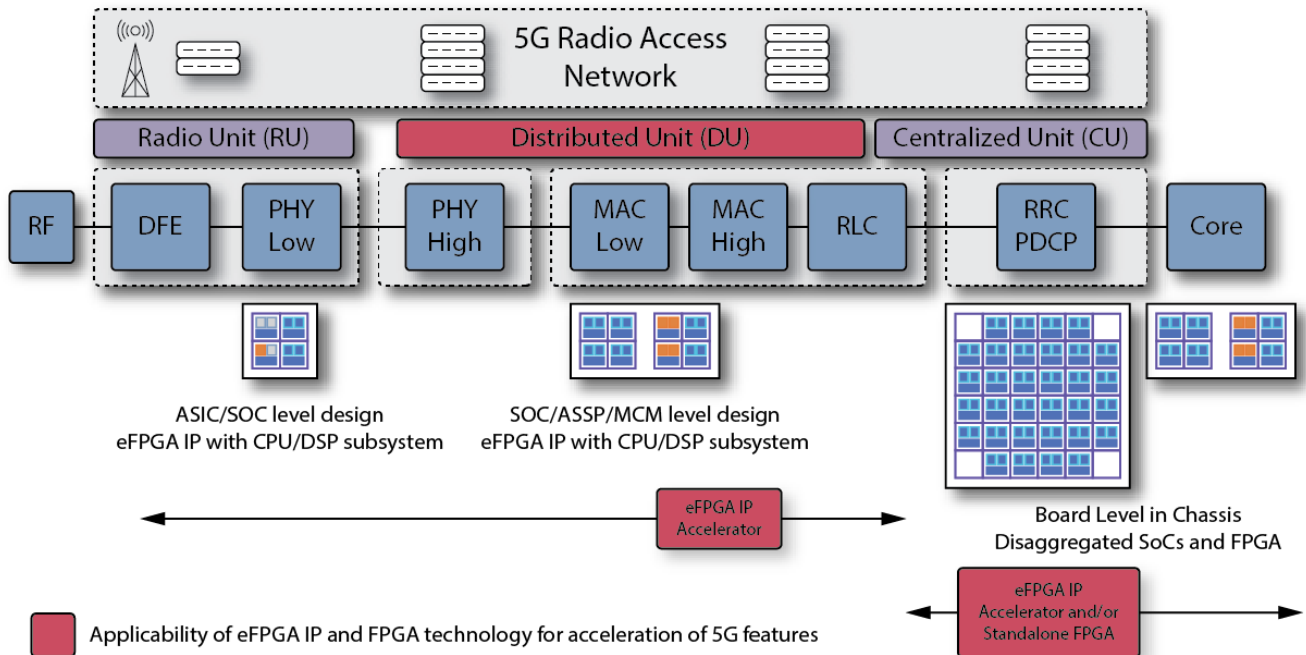 5G Radio Access
Network
Radio Unit (RU)
Distributed Unit (DU)
Centralized Unit (CU)
RF
DFE
PHY
Low
PHY
High
MAC
Low
MAC
High
RLC
RRC
PDCP
Core
ASIC/SOC level design
eFPGA IP with CPU/DSP subsystem
SOC/ASSP/MCM level design
eFPGA IP with CPU/DSP subsystem
eFPGA IP
Accelerator
Board Level in Chassis
Disaggregated SoCs and FPGA
eFPGA IP
Accelerator and/or
Standalone FPGA
Applicability of eFPGA IP and FPGA technology for acceleration of 5G features